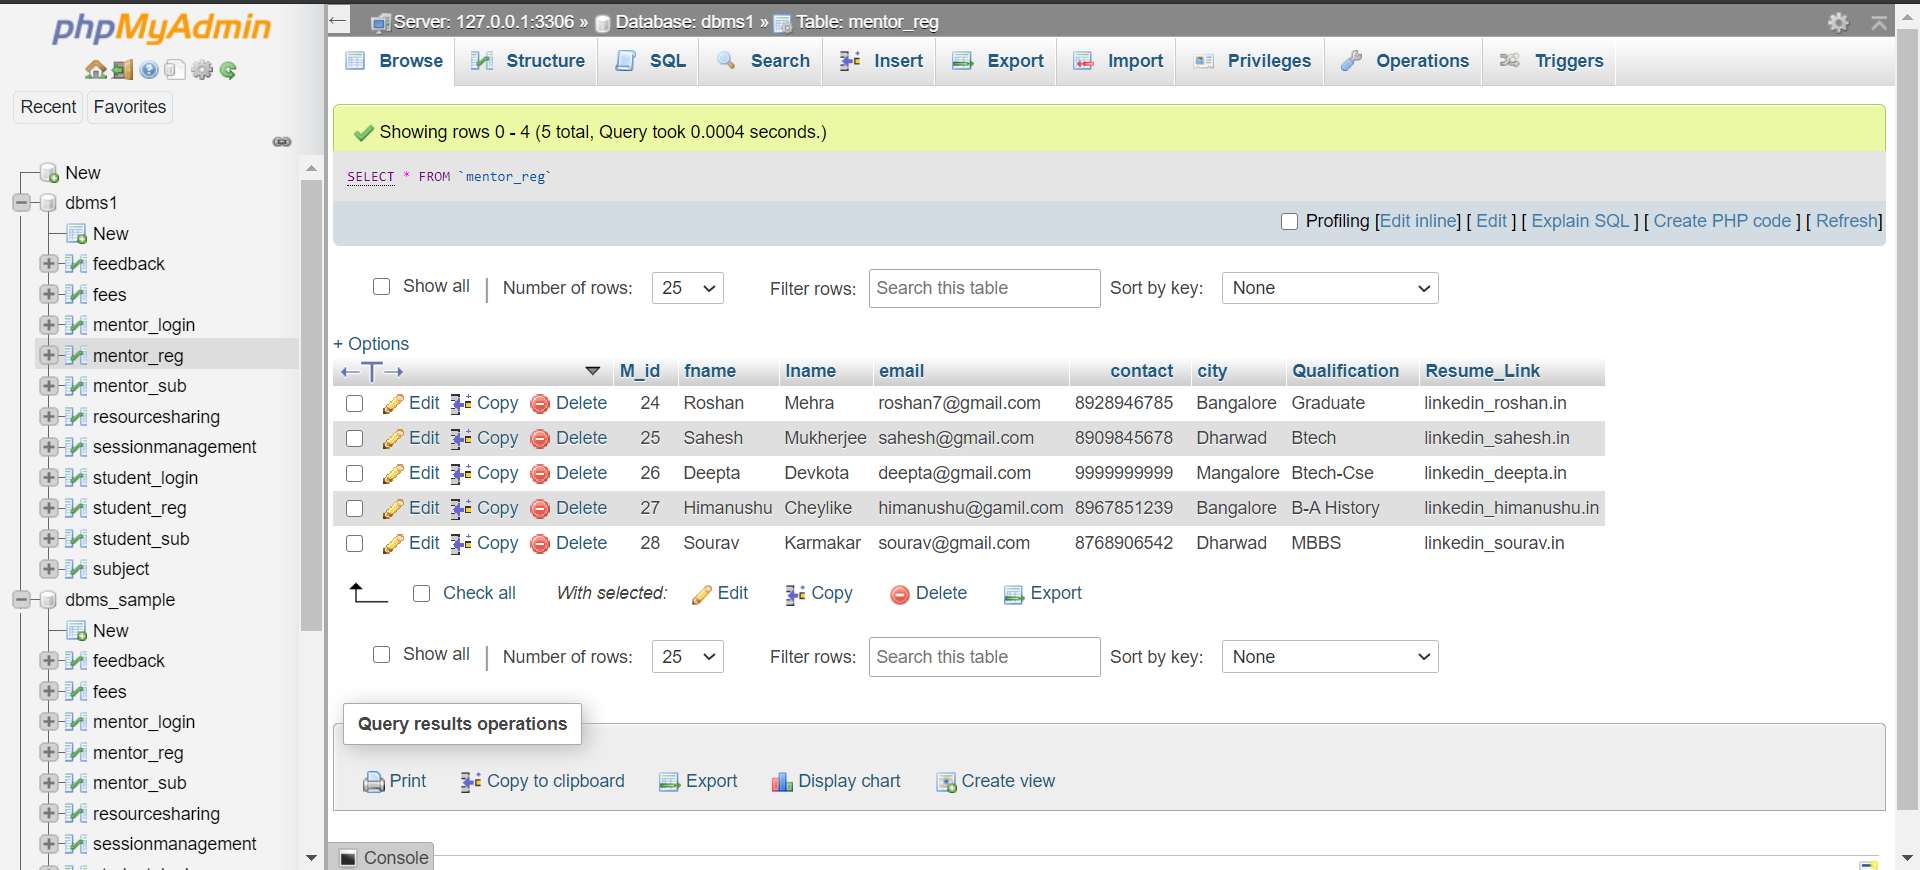 phpMyAdmin
Recent Favorites
New
dbms1
New
feedback
fees
mentor_login
mentor_reg
mentor_sub
resourcesharing
sessionmanagement
student_login
student_reg
student_sub
subject
dbms_sample
New
feedback
fees
mentor_login
mentor_reg
mentor_sub
resourcesharing
sessionmanagement
Server: 127.0.0.1:3306 » Database: dbms1 » Table: mentor_reg
Browse Structure SQL Search Insert Export Import Privileges Operations Triggers
Showing rows 0 - 4 (5 total, Query took 0.0004 seconds.)
SELECT * FROM `mentor_reg`
Profiling [Edit inline] [ Edit ] [ Explain SQL ] [ Create PHP code ] [ Refresh]
Show all | Number of rows: 25 Filter rows: Search this table Sort by key: None
+ Options
←T→ M_id fname lname email contact city Qualification Resume_Link
Edit Copy Delete 24 Roshan Mehra roshan7@gmail.com 8928946785 Bangalore Graduate linkedin_roshan.in
Edit Copy Delete 25 Sahesh Mukherjee sahesh@gmail.com 8909845678 Dharwad Btech linkedin_sahesh.in
Edit Copy Delete 26 Deepta Devkota deepta@gmail.com 9999999999 Mangalore Btech-Cse linkedin_deepta.in
Edit Copy Delete 27 Himanushu Cheylike himanushu@gamil.com 8967851239 Bangalore B-A History linkedin_himanushu.in
Edit Copy Delete 28 Sourav Karmakar sourav@gmail.com 8768906542 Dharwad MBBS linkedin_sourav.in
Check all With selected: Edit Copy Delete Export
Show all | Number of rows: 25 Filter rows: Search this table Sort by key: None
Query results operations
Print Copy to clipboard Export Display chart Create view
Console